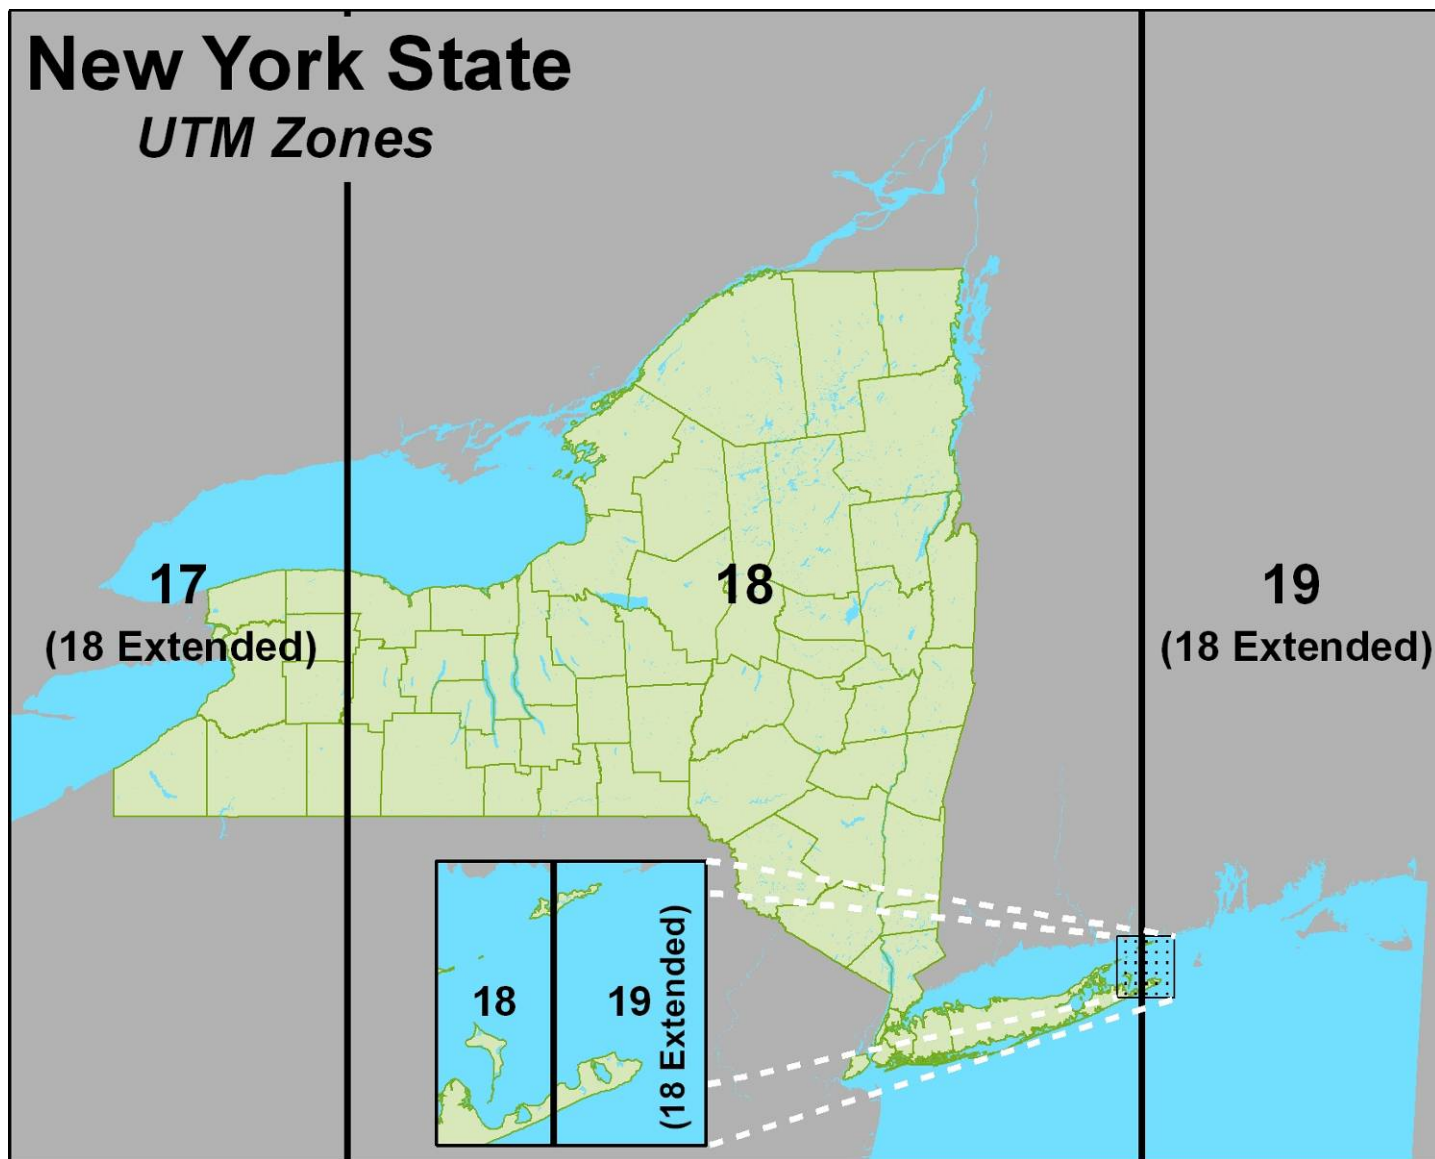 New York State
UTM Zones
17
(18 Extended)
18
19
(18 Extended)
18
19
(18 Extended)